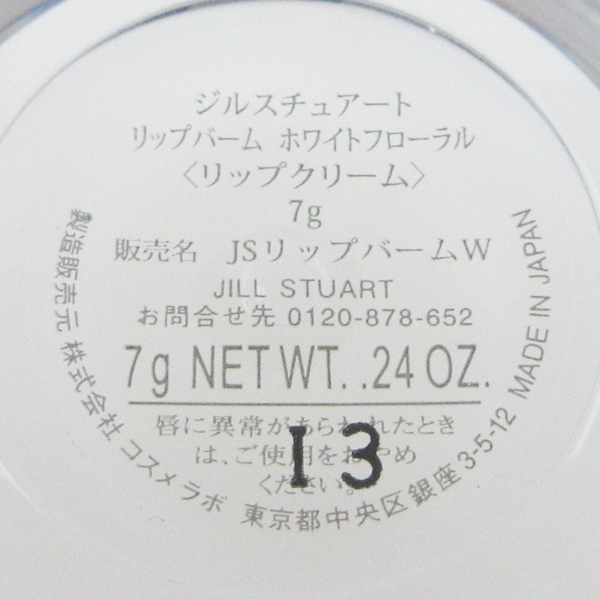 ジルスチュアート
リップバーム ホワイトフローラル
〈リップクリーム〉
7g
販売名 JSリップバームW
JILL STUART
お問合せ先 0120-878-652
7g NET WT. .24 OZ.
唇に異常があらわれたとき
は、ご使用をおやめ
ください。
I3
製造販売元 株式会社 コスメラボ 東京都中央区銀座 3-5-12 MADE IN JAPAN